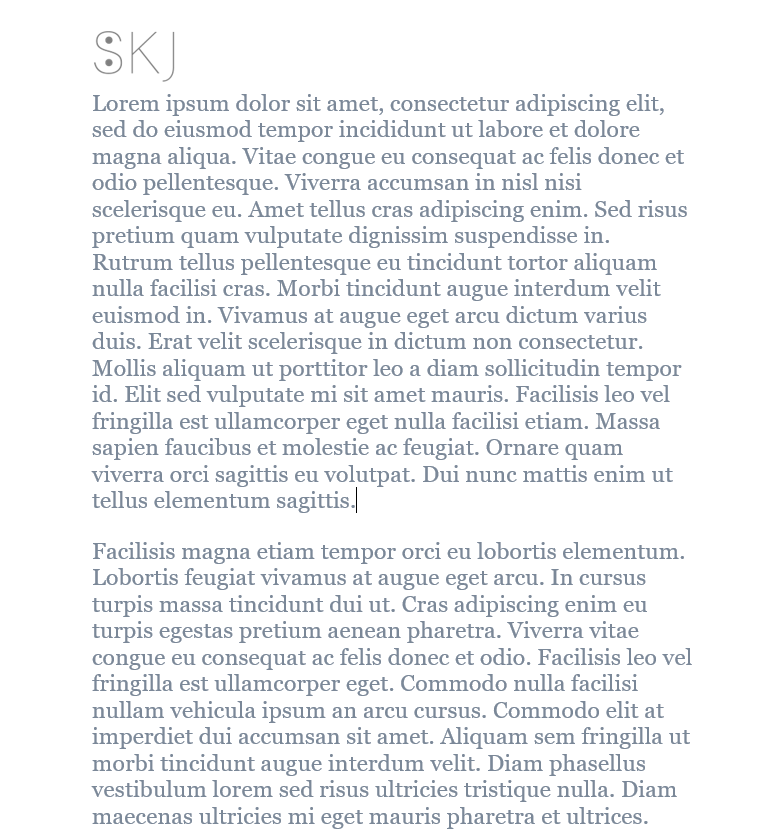 SKJ
Lorem ipsum dolor sit amet, consectetur adipiscing elit,
sed do eiusmod tempor incididunt ut labore et dolore
magna aliqua. Vitae congue eu consequat ac felis donec et
odio pellentesque. Viverra accumsan in nisl nisi
scelerisque eu. Amet tellus cras adipiscing enim. Sed risus
pretium quam vulputate dignissim suspendisse in.
Rutrum tellus pellentesque eu tincidunt tortor aliquam
nulla facilisi cras. Morbi tincidunt augue interdum velit
euismod in. Vivamus at augue eget arcu dictum varius
duis. Erat velit scelerisque in dictum non consectetur.
Mollis aliquam ut porttitor leo a diam sollicitudin tempor
id. Elit sed vulputate mi sit amet mauris. Facilisis leo vel
fringilla est ullamcorper eget nulla facilisi etiam. Massa
sapien faucibus et molestie ac feugiat. Ornare quam
viverra orci sagittis eu volutpat. Dui nunc mattis enim ut
tellus elementum sagittis.
Facilisis magna etiam tempor orci eu lobortis elementum.
Lobortis feugiat vivamus at augue eget arcu. In cursus
turpis massa tincidunt dui ut. Cras adipiscing enim eu
turpis egestas pretium aenean pharetra. Viverra vitae
congue eu consequat ac felis donec et odio. Facilisis leo vel
fringilla est ullamcorper eget. Commodo nulla facilisi
nullam vehicula ipsum an arcu cursus. Commodo elit at
imperdiet dui accumsan sit amet. Aliquam sem fringilla ut
morbi tincidunt augue interdum velit. Diam phasellus
vestibulum lorem sed risus ultricies tristique nulla. Diam
maecenas ultricies mi eget mauris pharetra et ultrices.